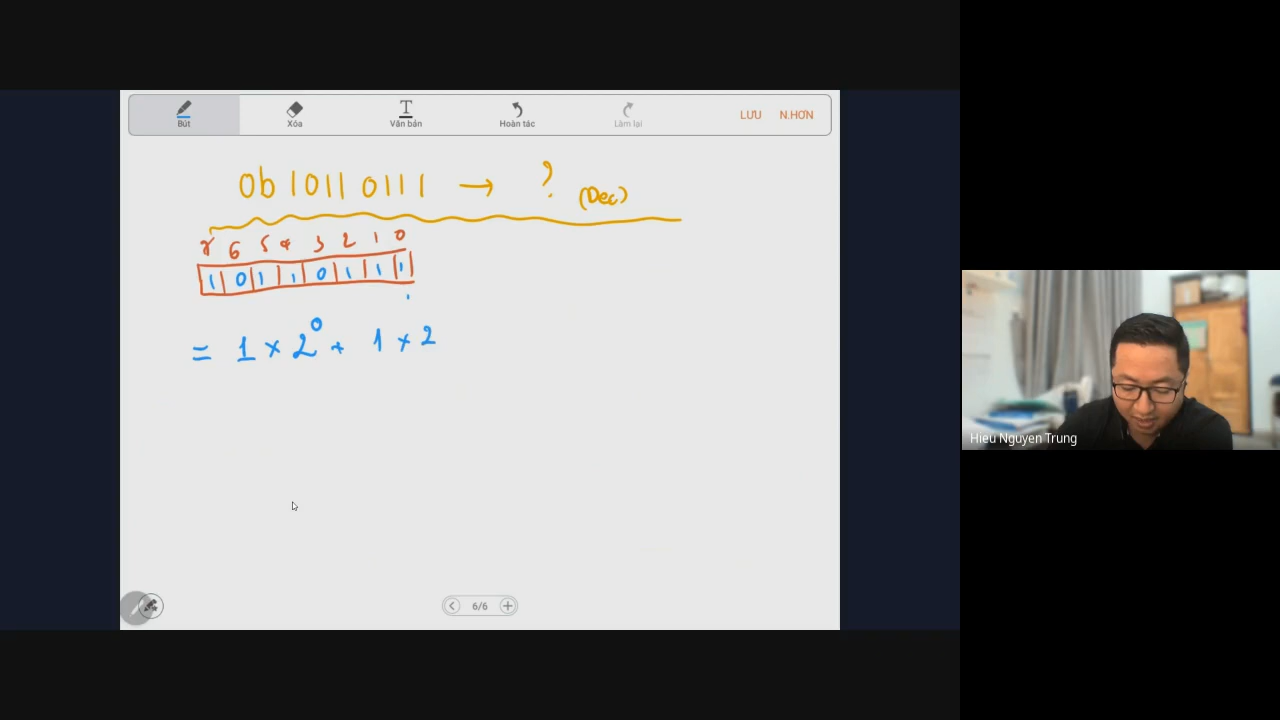 Bút Xóa Văn bản Hoàn tác Làm lại LƯU N.HƠN
0b 1011 0111 → ? (Dec)
7 6 5 4 3 2 1 0
1 0 1 1 0 1 1 1
= 1 × 2⁰ + 1 × 2
Hieu Nguyen Trung
6/6